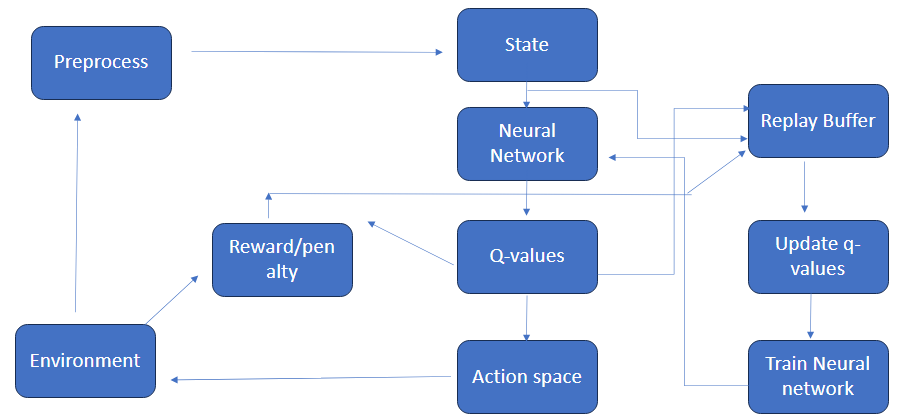 Preprocess
State
Neural
Network
Replay Buffer
Reward/pen
alty
Q-values
Update q-
values
Environment
Action space
Train Neural
network